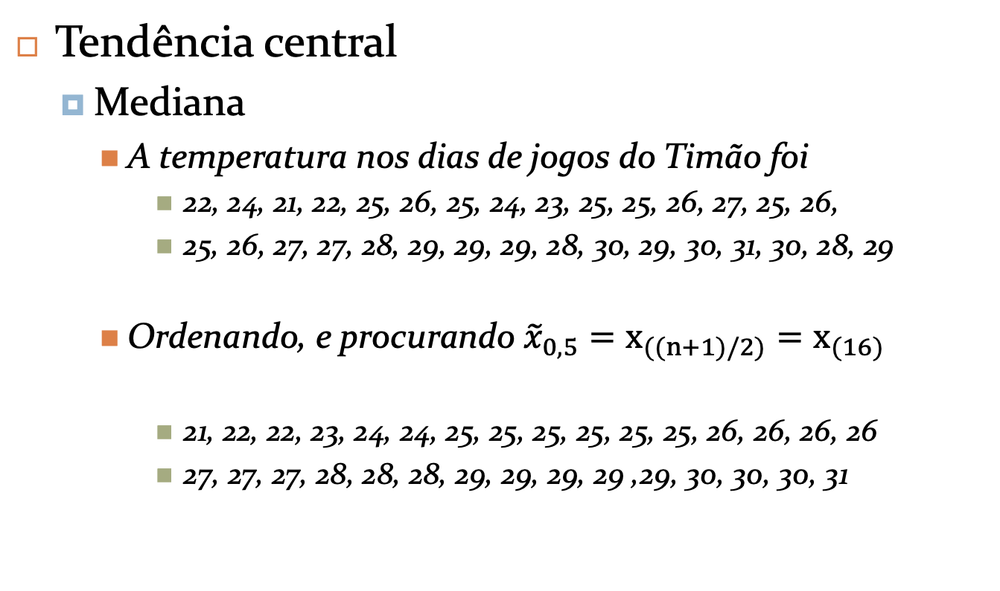 Tendência central
Mediana
A temperatura nos dias de jogos do Timão foi
22, 24, 21, 22, 25, 26, 25, 24, 23, 25, 25, 26, 27, 25, 26,
25, 26, 27, 27, 28, 29, 29, 29, 28, 30, 29, 30, 31, 30, 28, 29
Ordenando, e procurando x̃₀,₅ = x₍₍n+1)/2) = x₍₁₆₎
21, 22, 22, 23, 24, 24, 25, 25, 25, 25, 25, 25, 26, 26, 26, 26
27, 27, 27, 28, 28, 28, 29, 29, 29, 29 ,29, 30, 30, 30, 31